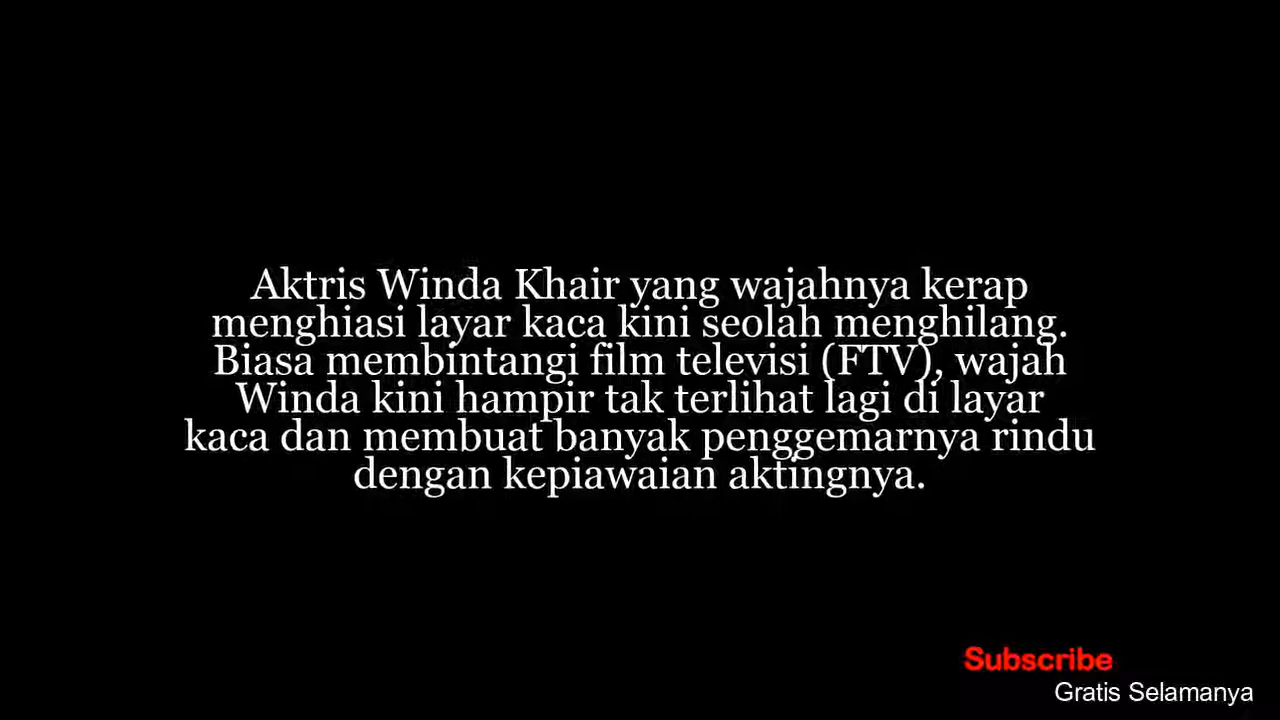 Aktris Winda Khair yang wajahnya kerap
menghiasi layar kaca kini seolah menghilang.
Biasa membintangi film televisi (FTV), wajah
Winda kini hampir tak terlihat lagi di layar
kaca dan membuat banyak penggemarnya rindu
dengan kepiawaian aktingnya.
Subscribe
Gratis Selamanya